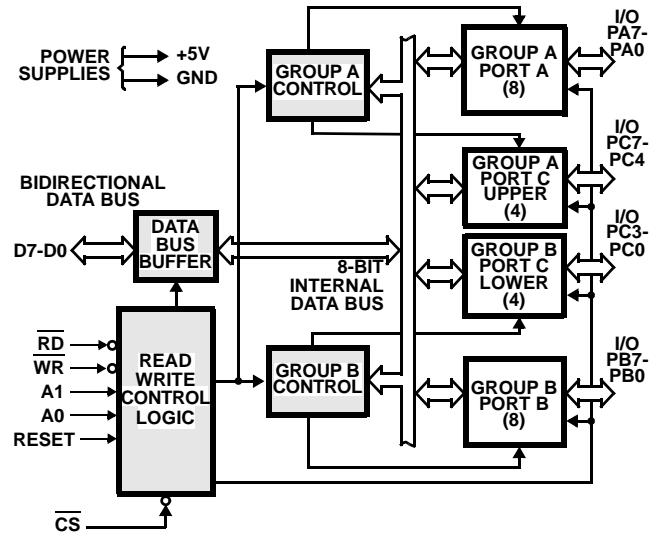 POWER
SUPPLIES
+5V
GND
GROUP A
CONTROL
GROUP A
PORT A
(8)
I/O
PA7-
PA0
GROUP A
PORT C
UPPER
(4)
I/O
PC7-
PC4
BIDIRECTIONAL
DATA BUS
D7-D0
DATA
BUS
BUFFER
8-BIT
INTERNAL
DATA BUS
GROUP B
PORT C
LOWER
(4)
I/O
PC3-
PC0
RD
WR
A1
A0
RESET
READ
WRITE
CONTROL
LOGIC
GROUP B
CONTROL
GROUP B
PORT B
(8)
I/O
PB7-
PB0
CS